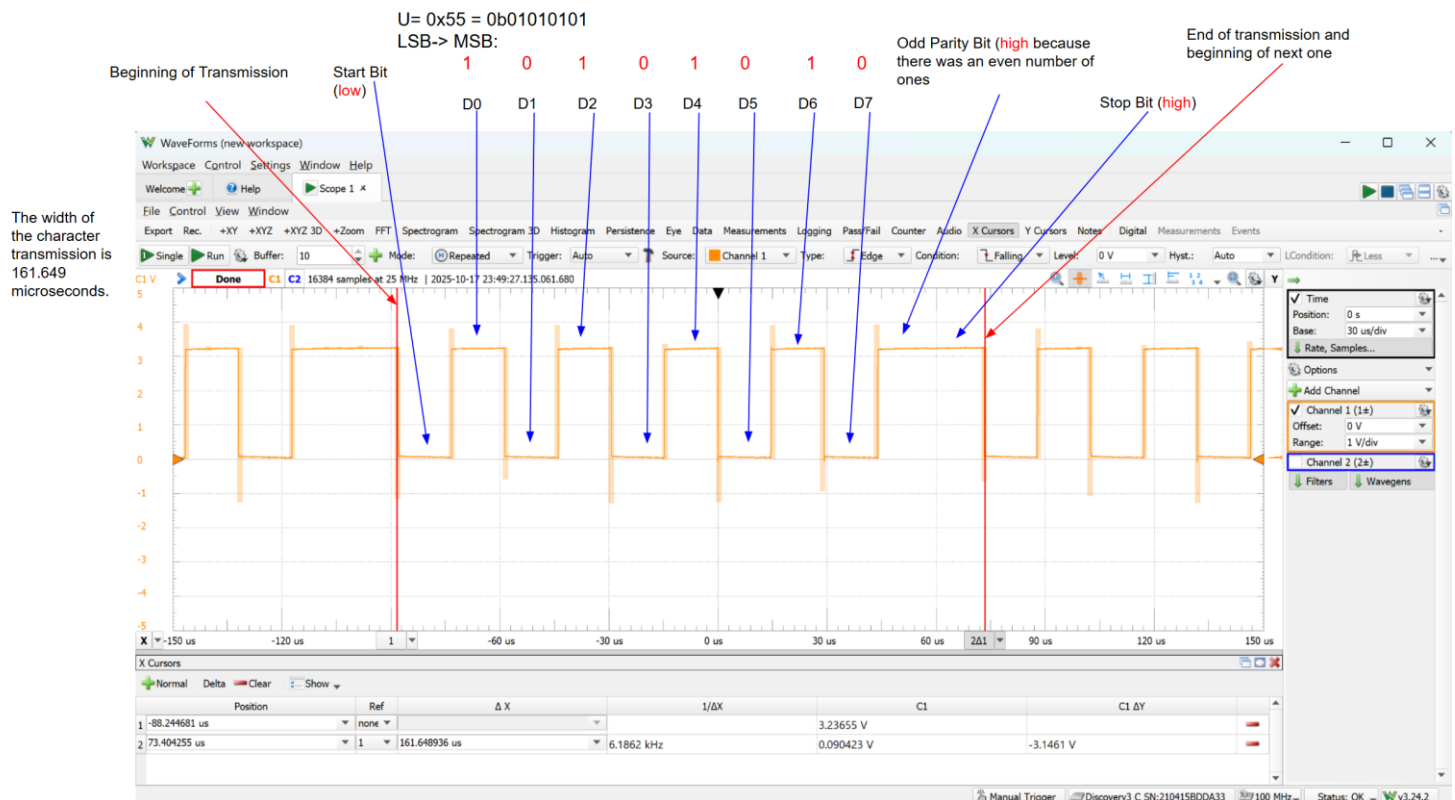 U= 0x55 = 0b01010101
LSB-> MSB:
1 0 1 0 1 0 1 0
D0 D1 D2 D3 D4 D5 D6 D7
Beginning of Transmission
Start Bit
(low)
Odd Parity Bit (high because
there was an even number of
ones
End of transmission and
beginning of next one
Stop Bit (high)
The width of
the character
transmission is
161.649
microseconds.
WaveForms (new workspace)
Workspace Control Settings Window Help
Welcome Help Scope 1
File Control View Window
Export Rec. +XY +XYZ +XYZ 3D +Zoom FFT Spectrogram Spectrogram 3D Histogram Persistence Eye Data Measurements Logging Pass/Fail Counter Audio X Cursors Y Cursors Notes Digital Measurements Events
Single Run Buffer: 10 Mode: Repeated Trigger: Auto Source: Channel 1 Type: Edge Condition: Falling Level: 0 V Hyst.: Auto LCondition: Less ...
C1 V Done C1 C2 16384 samples at 25 MHz | 2025-10-17 23:49:27.135.061.680 Y
5
4
3
2
1
0
-1
-2
-3
-4
-5
X -150 us -120 us 1 -60 us -30 us 0 us 30 us 60 us 2Δ1 90 us 120 us 150 us
Time
Position: 0 s
Base: 30 us/div
Rate, Samples...
Options
Add Channel
Channel 1 (1±)
Offset: 0 V
Range: 1 V/div
Channel 2 (2±)
Filters Wavegens
X Cursors
Normal Delta Clear Show
Position Ref Δ X 1/ΔX C1 C1 ΔY
1 -88.244681 us none 3.23655 V
2 73.404255 us 1 161.648936 us 6.1862 kHz 0.090423 V -3.1461 V
Manual Trigger Discovery3 C SN:210415BDDA33 100 MHz Status: OK v3.24.2